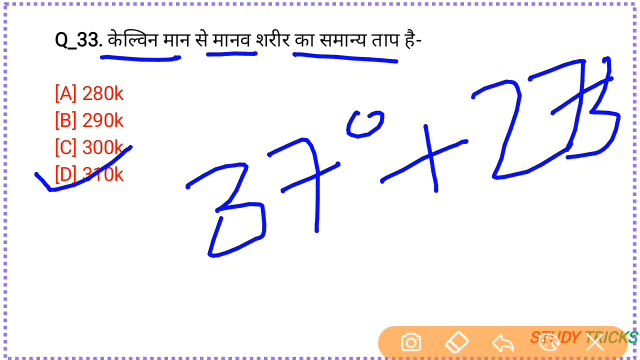 Q_33. केल्विन मान से मानव शरीर का समान्य ताप है-
[A] 280k
[B] 290k
[C] 300k
[D] 310k
37° + 273
STUDY TRICKS